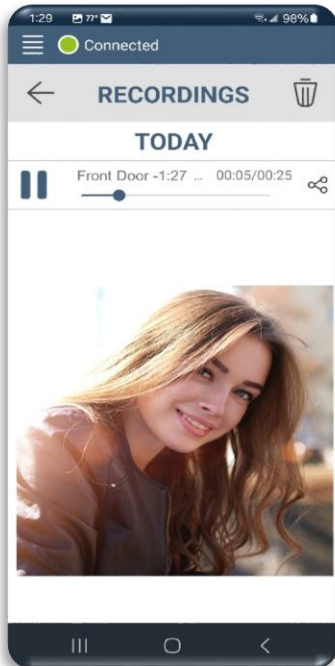 1:29 77° 98%
Connected
RECORDINGS
TODAY
Front Door -1:27 ... 00:05/00:25